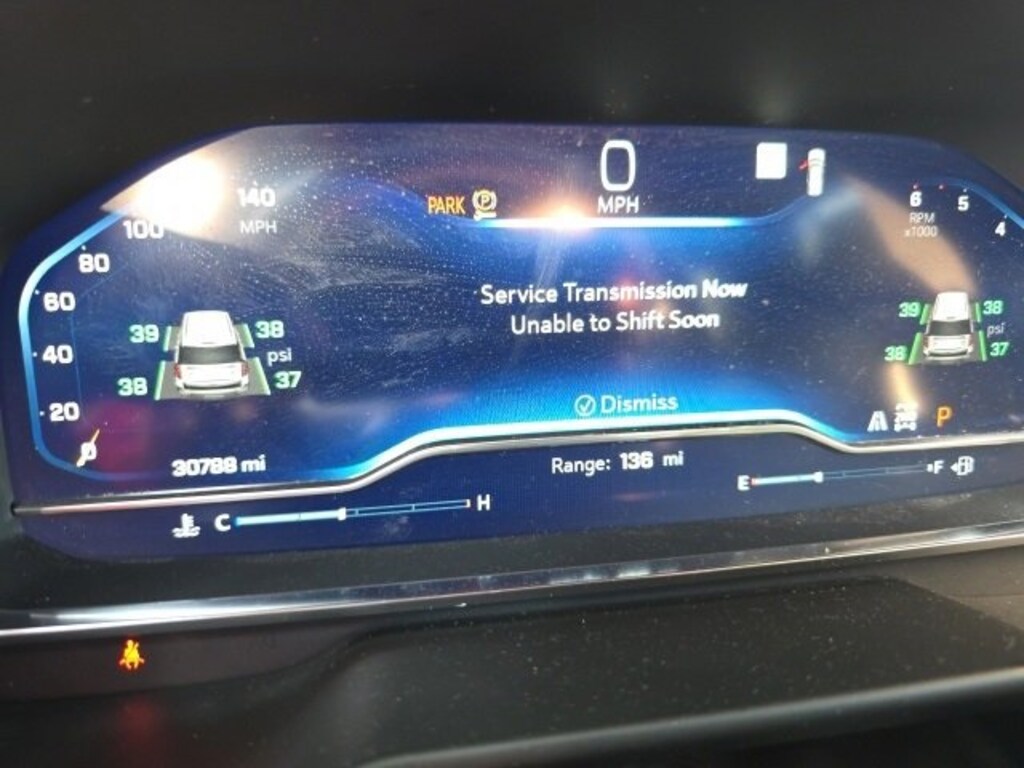 0
MPH
PARK
140
MPH
100
80
60
40
20
0
6
5
4
RPM
x1000
Service Transmission Now
Unable to Shift Soon
Dismiss
39 38
psi
38 37
39 38
psi
38 37
P
30788 mi
Range: 136 mi
C H
E F